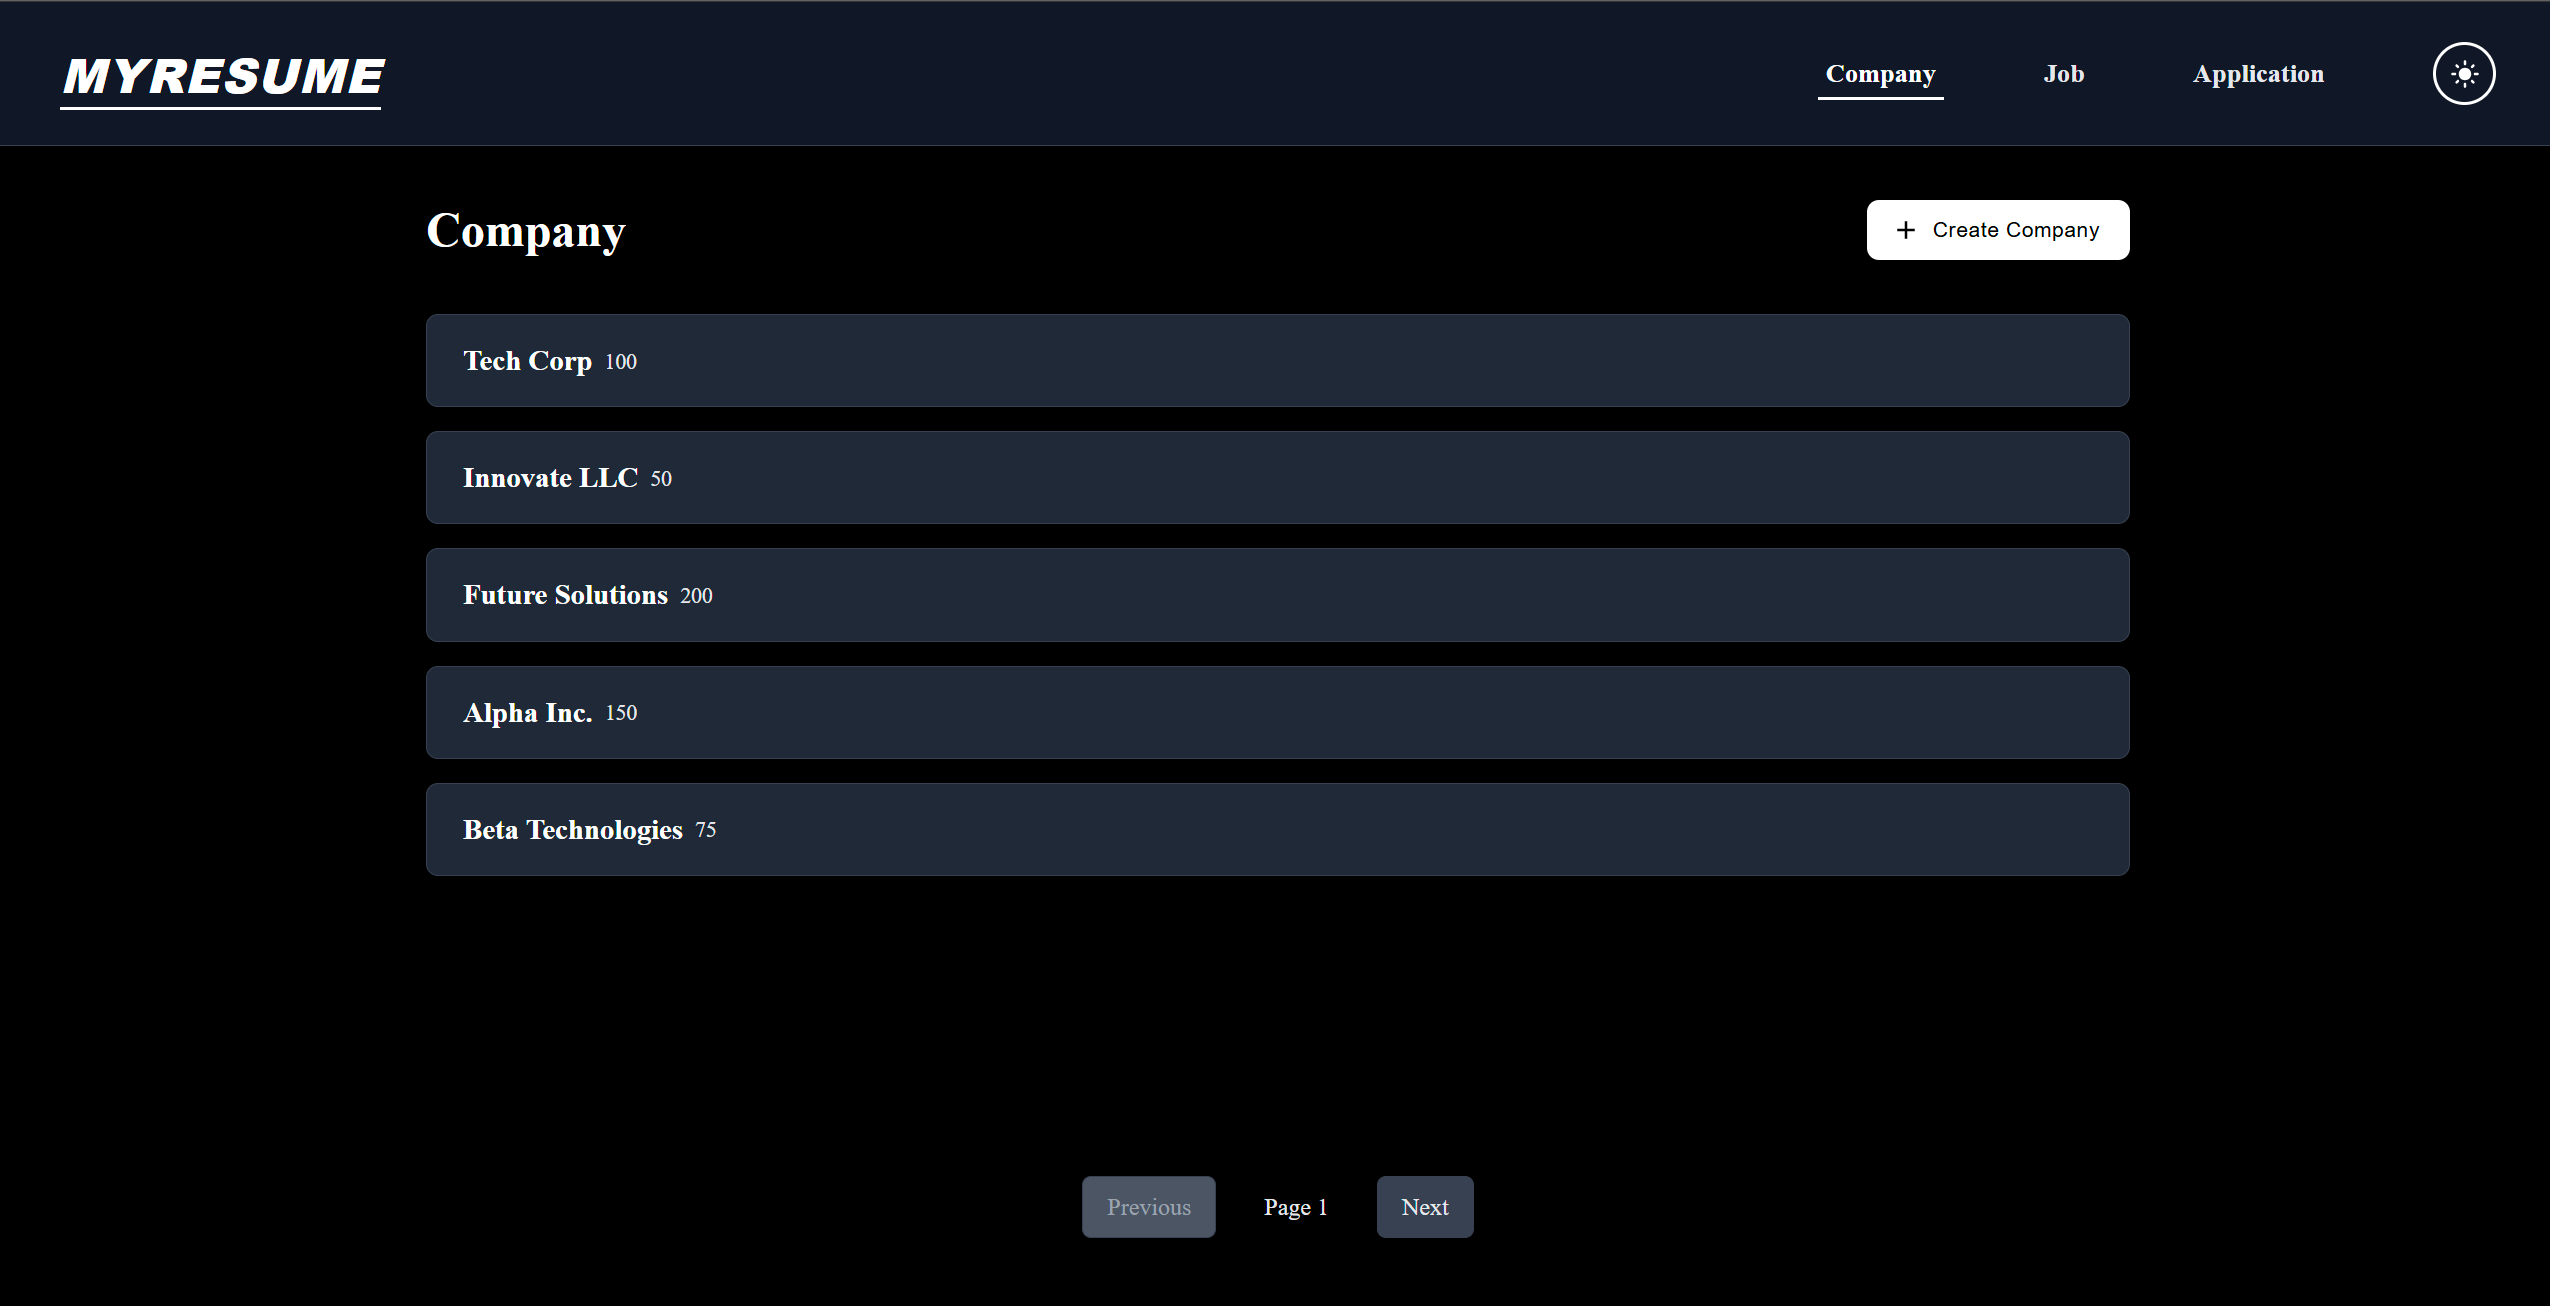 MYRESUME
Company Job Application
Company
Create Company
Tech Corp 100
Innovate LLC 50
Future Solutions 200
Alpha Inc. 150
Beta Technologies 75
Previous Page 1 Next